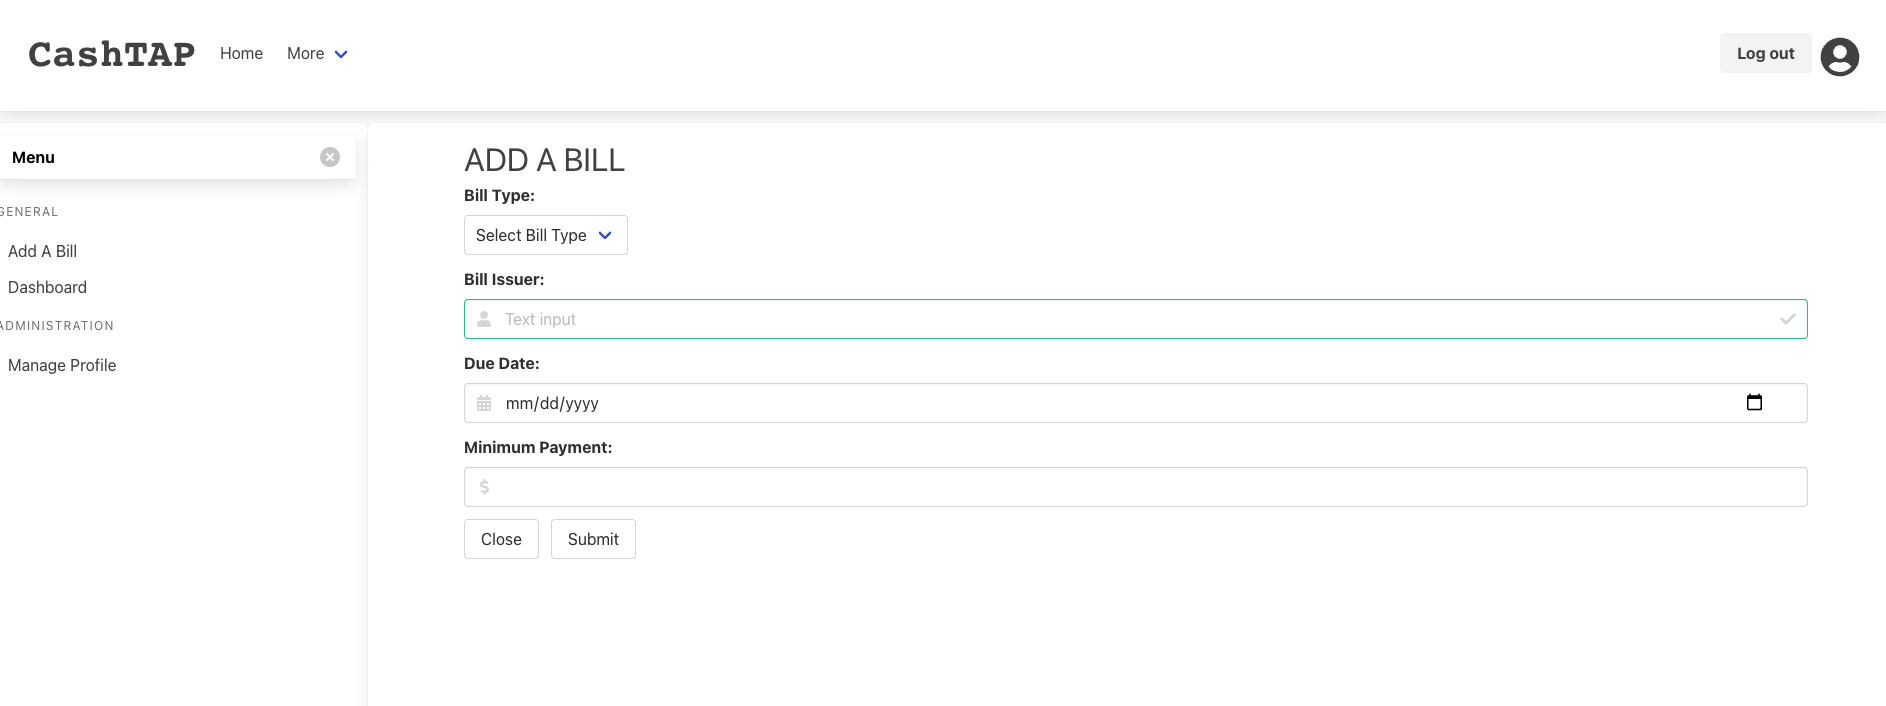 CashTAP Home More Log out
Menu
GENERAL
Add A Bill
Dashboard
ADMINISTRATION
Manage Profile
ADD A BILL
Bill Type:
Select Bill Type
Bill Issuer:
Text input
Due Date:
mm/dd/yyyy
Minimum Payment:
$
Close Submit